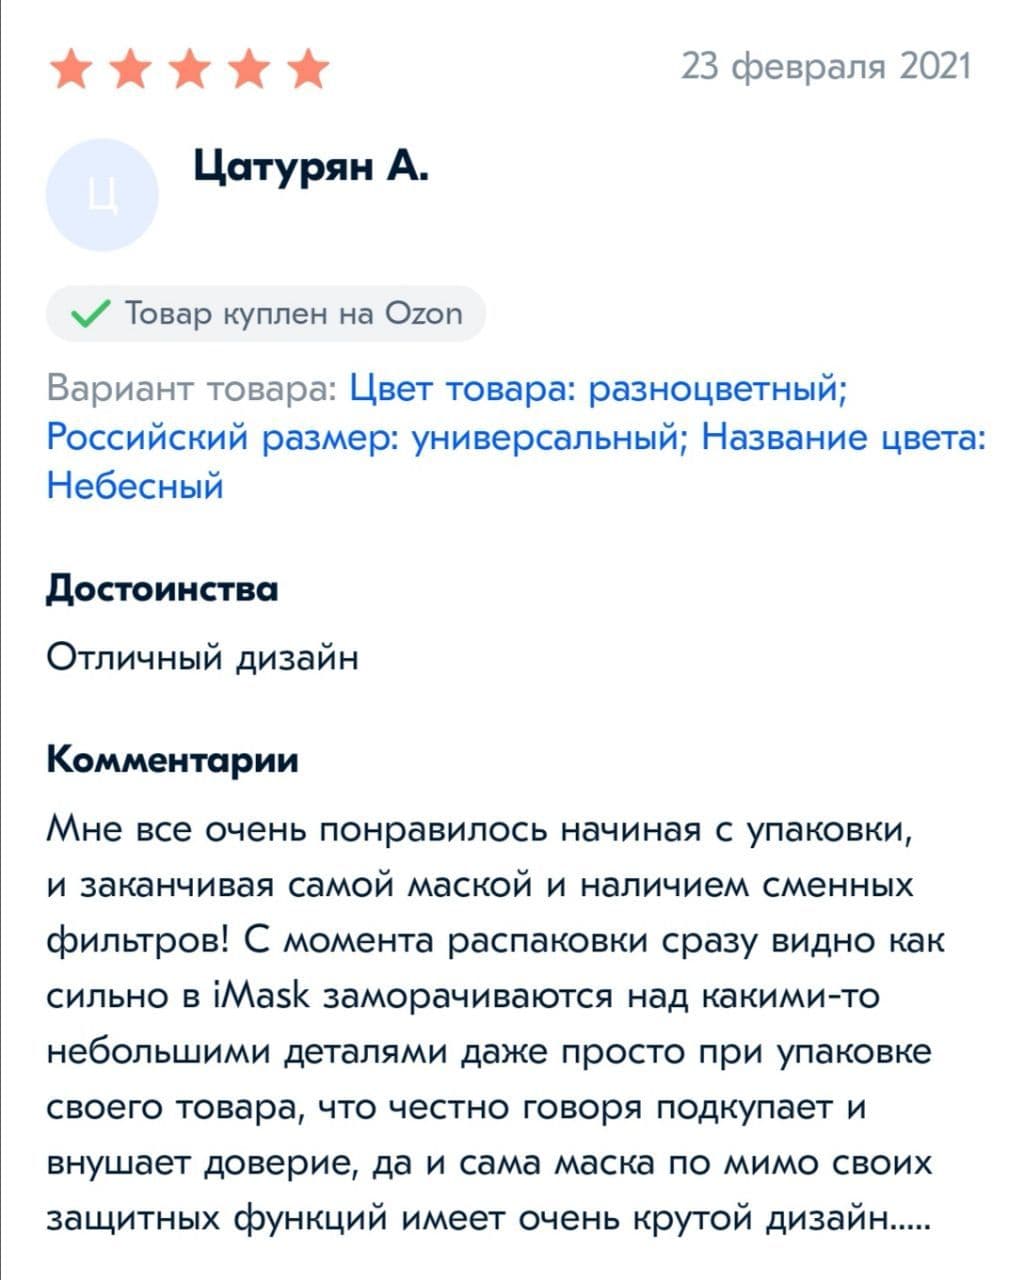 23 февраля 2021
Ц
Цатурян А.
Товар куплен на Ozon
Вариант товара: Цвет товара: разноцветный;
Российский размер: универсальный; Название цвета:
Небесный
Достоинства
Отличный дизайн
Комментарии
Мне все очень понравилось начиная с упаковки,
и заканчивая самой маской и наличием сменных
фильтров! С момента распаковки сразу видно как
сильно в iMask заморачиваются над какими-то
небольшими деталями даже просто при упаковке
своего товара, что честно говоря подкупает и
внушает доверие, да и сама маска по мимо своих
защитных функций имеет очень крутой дизайн.....